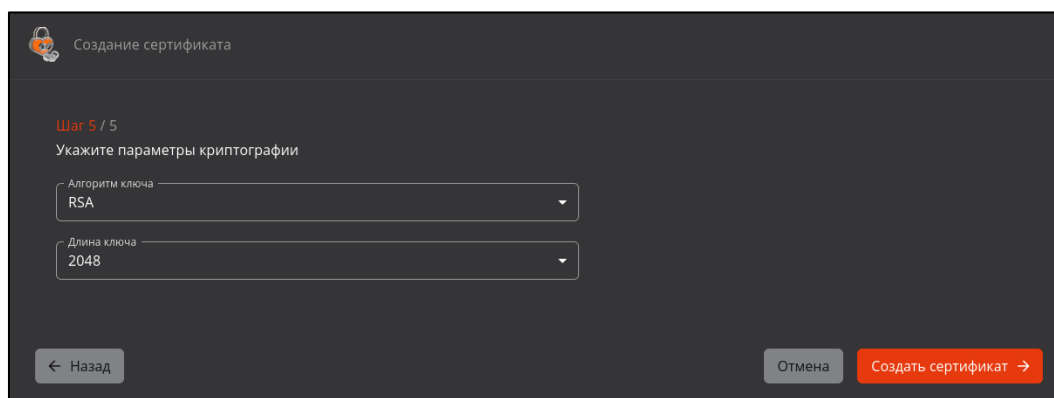 Создание сертификата
Шаг 5 / 5
Укажите параметры криптографии
Алгоритм ключа
RSA
Длина ключа
2048
Назад
Отмена
Создать сертификат